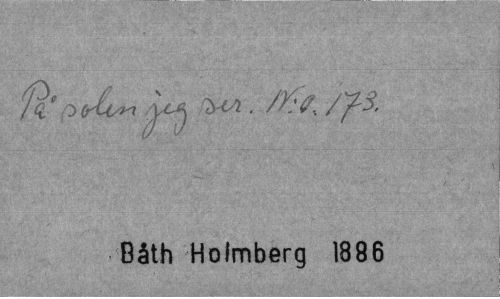 På solen jeg ser. N:o. 173.
Båth Holmberg 1886